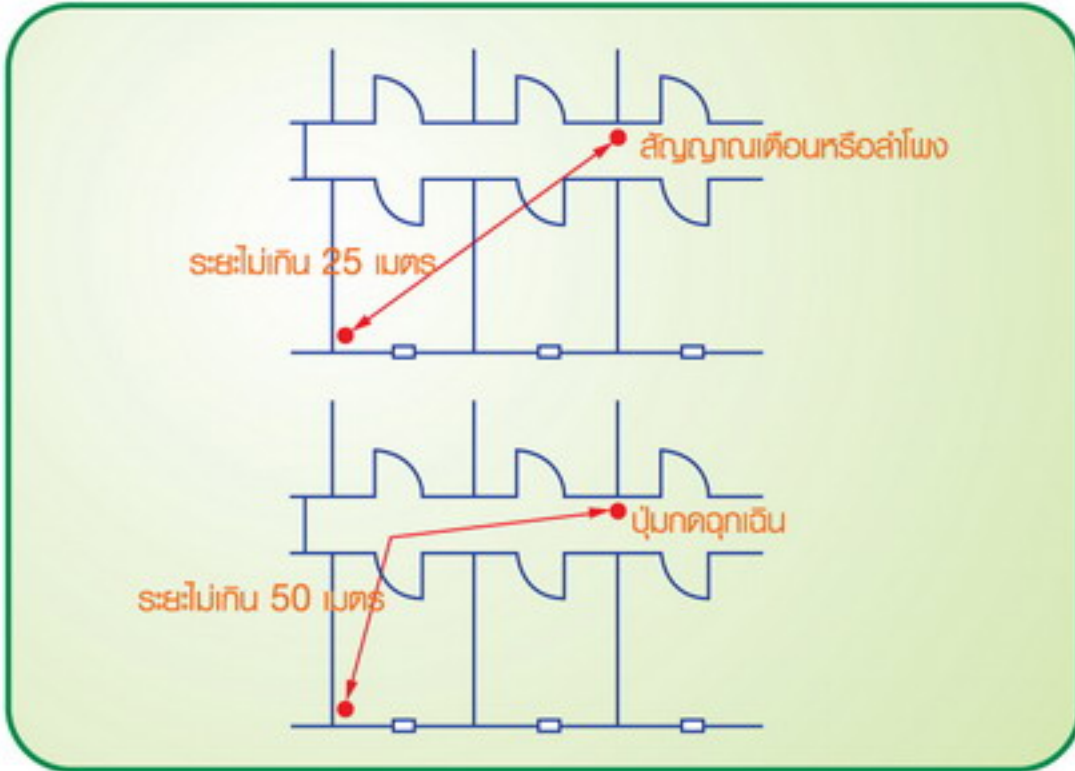 สัญญาณเตือนหรือลำโพง
ระยะไม่เกิน 25 เมตร
ปุ่มกดฉุกเฉิน
ระยะไม่เกิน 50 เมตร